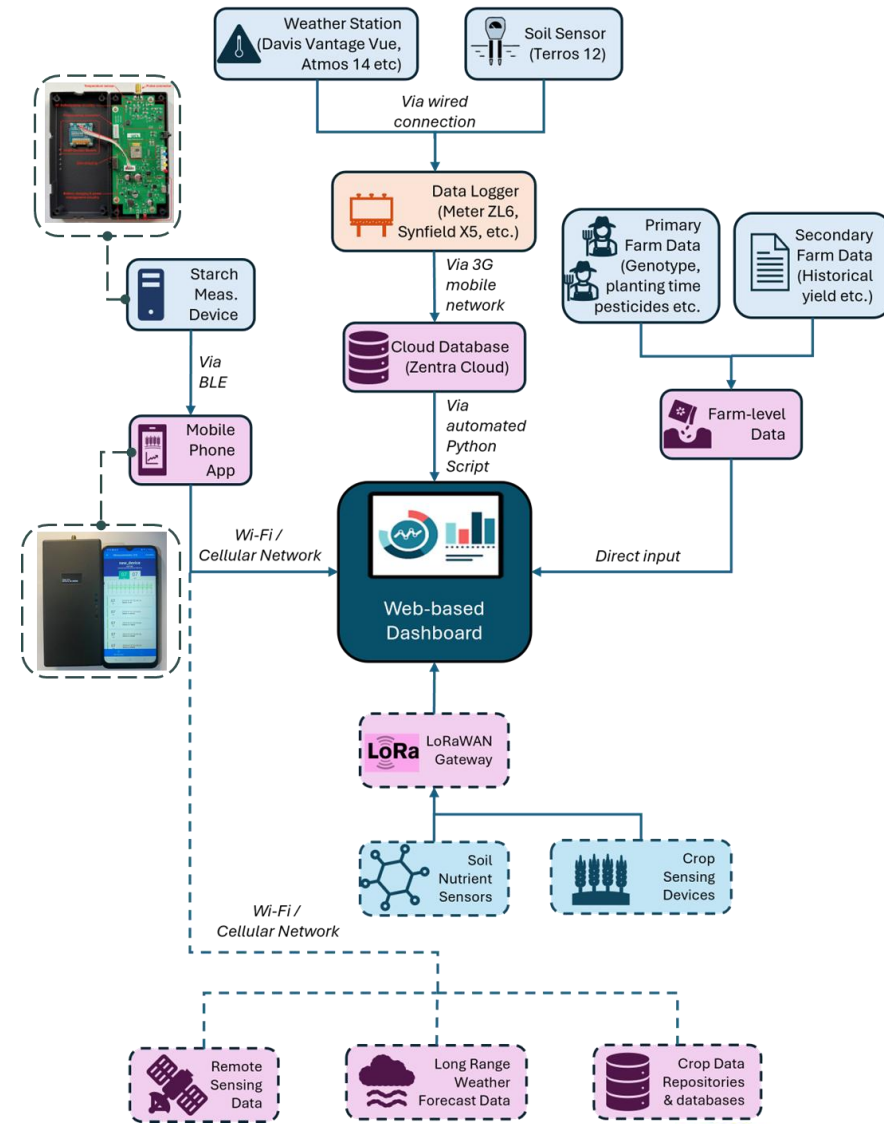 Weather Station
(Davis Vantage Vue,
Atmos 14 etc)
Soil Sensor
(Terros 12)
Via wired
connection
Data Logger
(Meter ZL6,
Synfield X5, etc.)
Primary
Farm Data
(Genotype,
planting time
pesticides etc.
Secondary
Farm Data
(Historical
yield etc.)
Starch
Meas.
Device
Via 3G
mobile
network
Cloud Database
(Zentra Cloud)
Via
BLE
Mobile
Phone
App
Via
automated
Python
Script
Farm-level
Data
Wi-Fi /
Cellular Network
Direct input
Web-based
Dashboard
LoRa
LoRaWAN
Gateway
Soil
Nutrient
Sensors
Crop
Sensing
Devices
Wi-Fi /
Cellular Network
Remote
Sensing
Data
Long Range
Weather
Forecast Data
Crop Data
Repositories
& databases